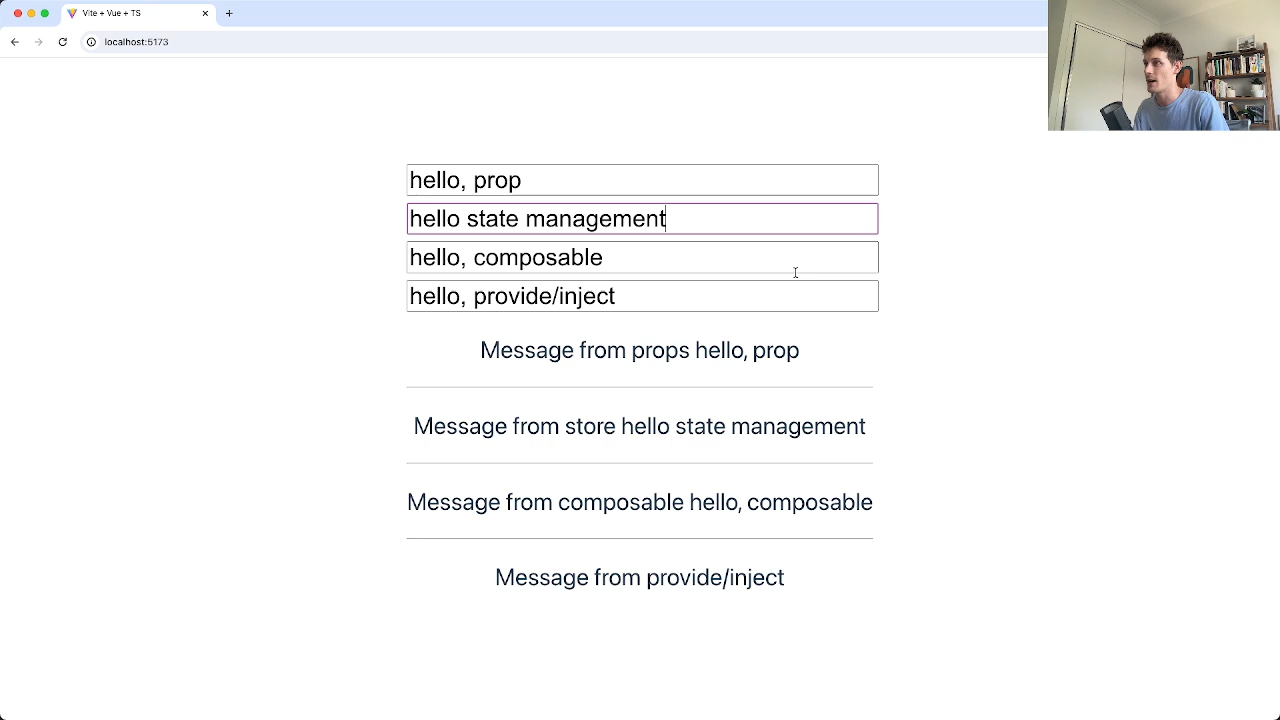 Vite + Vue + TS
localhost:5173
hello, prop
hello state management
hello, composable
hello, provide/inject
Message from props hello, prop
Message from store hello state management
Message from composable hello, composable
Message from provide/inject